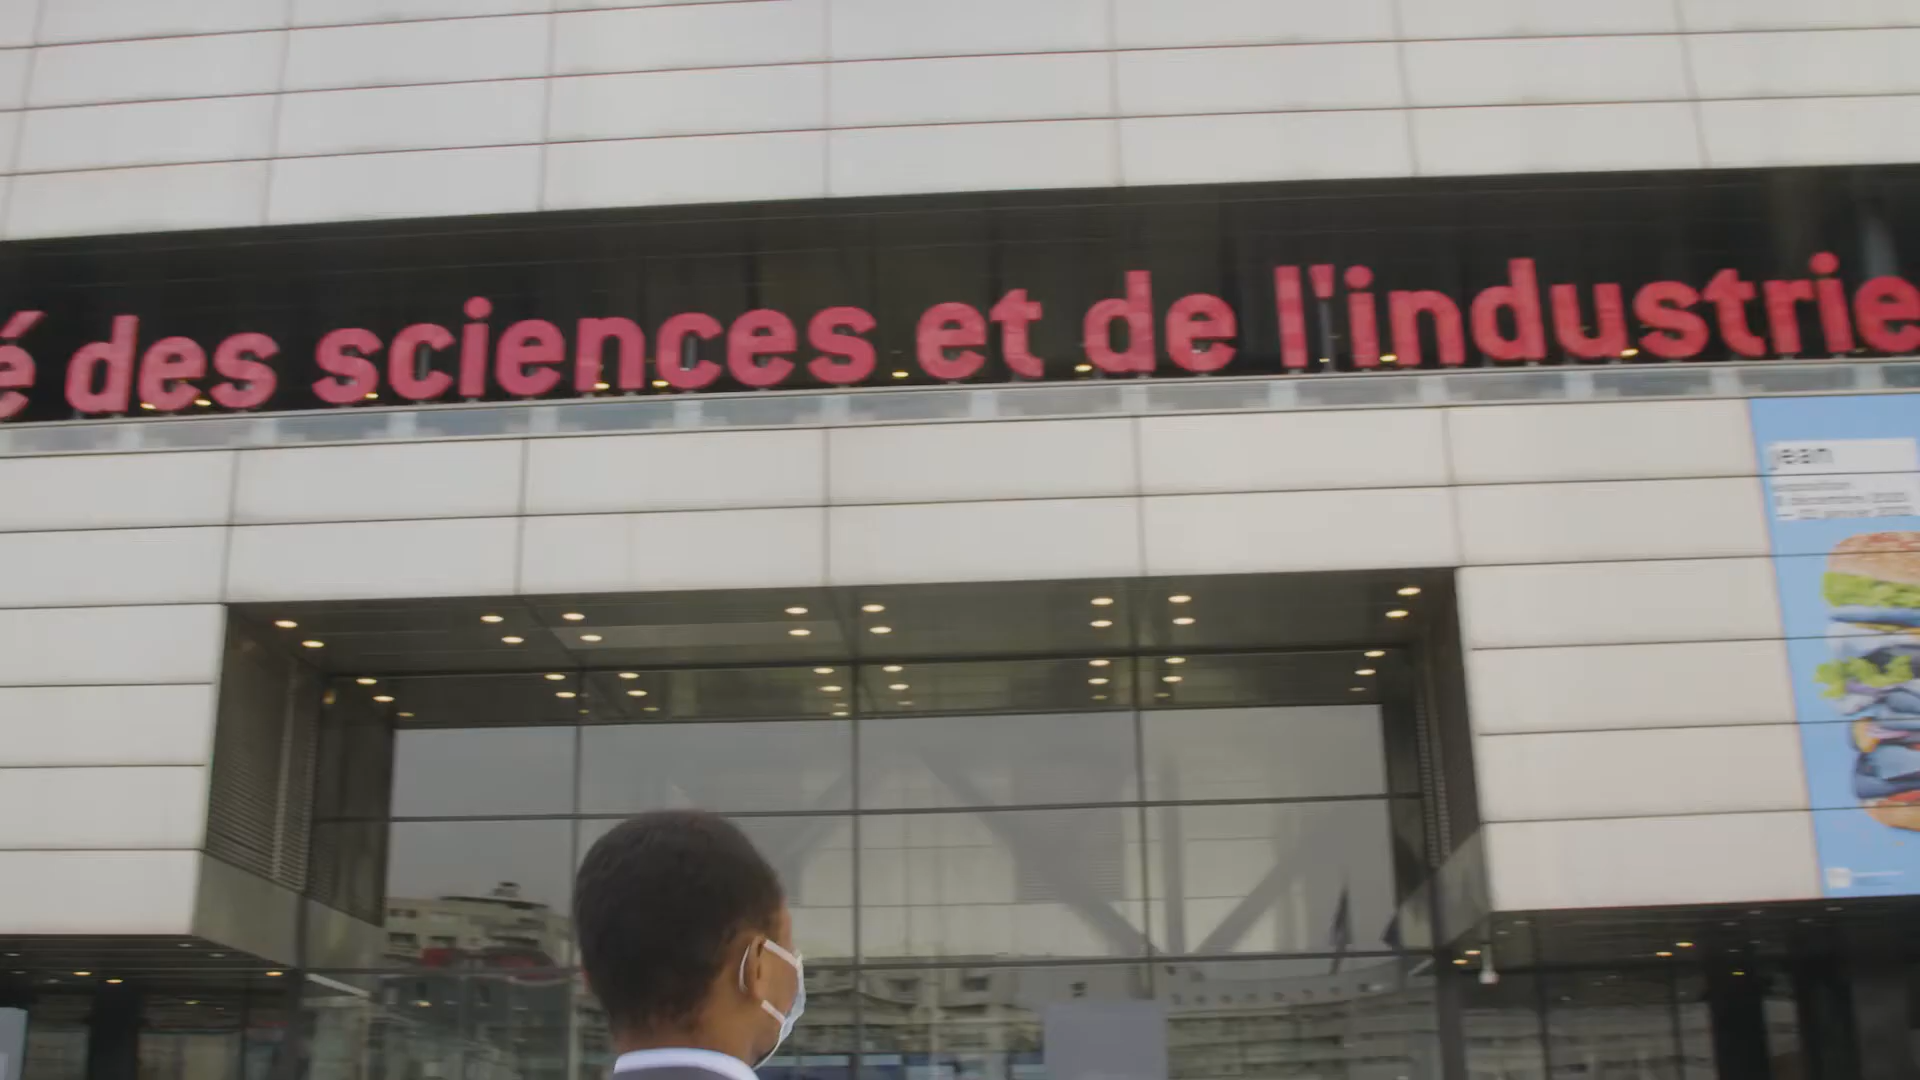 é des sciences et de l'industrie
jean